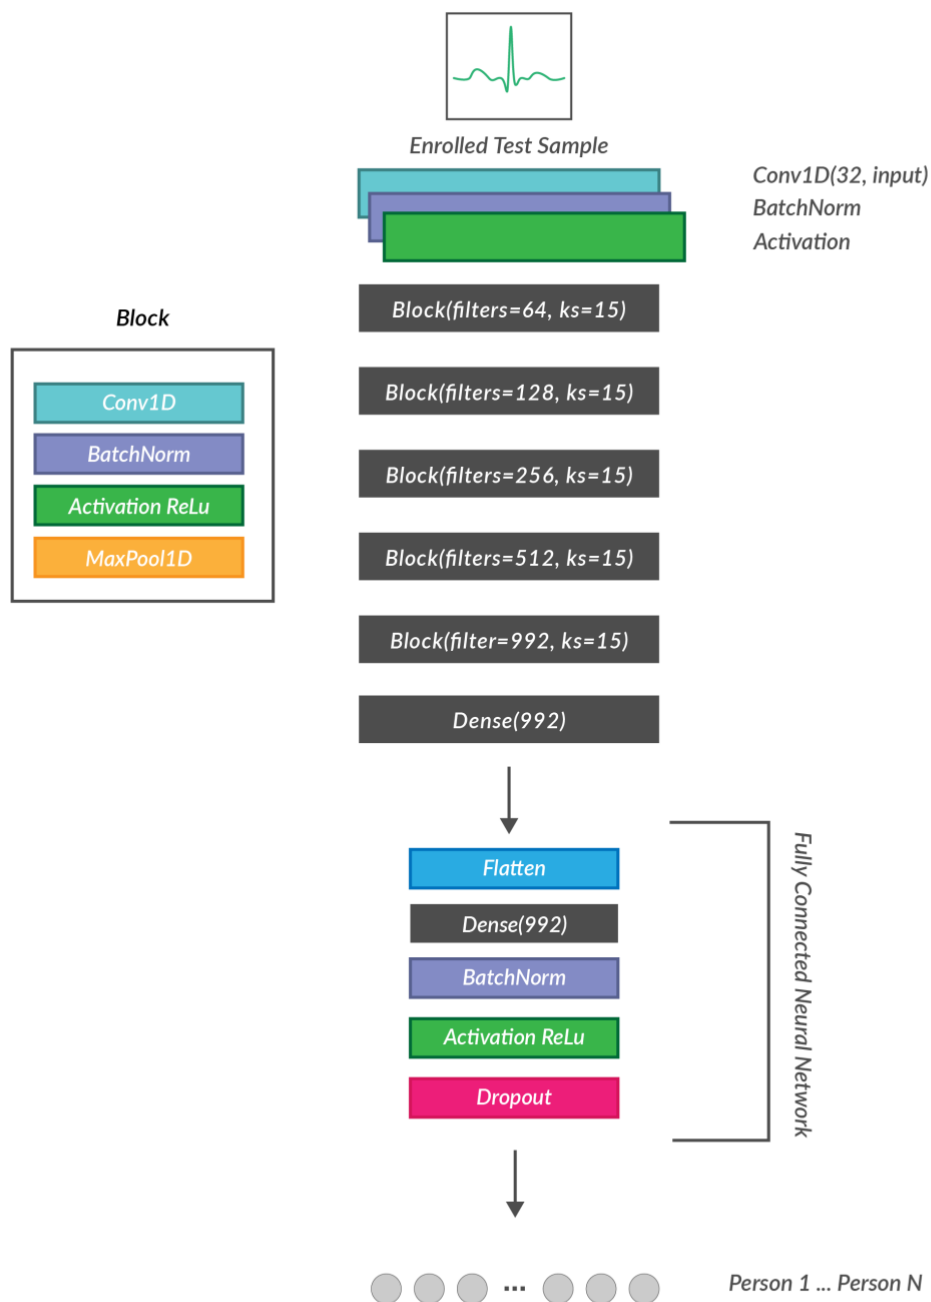 Enrolled Test Sample
Conv1D(32, input)
BatchNorm
Activation
Block
Conv1D
BatchNorm
Activation ReLu
MaxPool1D
Block(filters=64, ks=15)
Block(filters=128, ks=15)
Block(filters=256, ks=15)
Block(filters=512, ks=15)
Block(filter=992, ks=15)
Dense(992)
Flatten
Dense(992)
BatchNorm
Activation ReLu
Dropout
Fully Connected Neural Network
...
Person 1 ... Person N